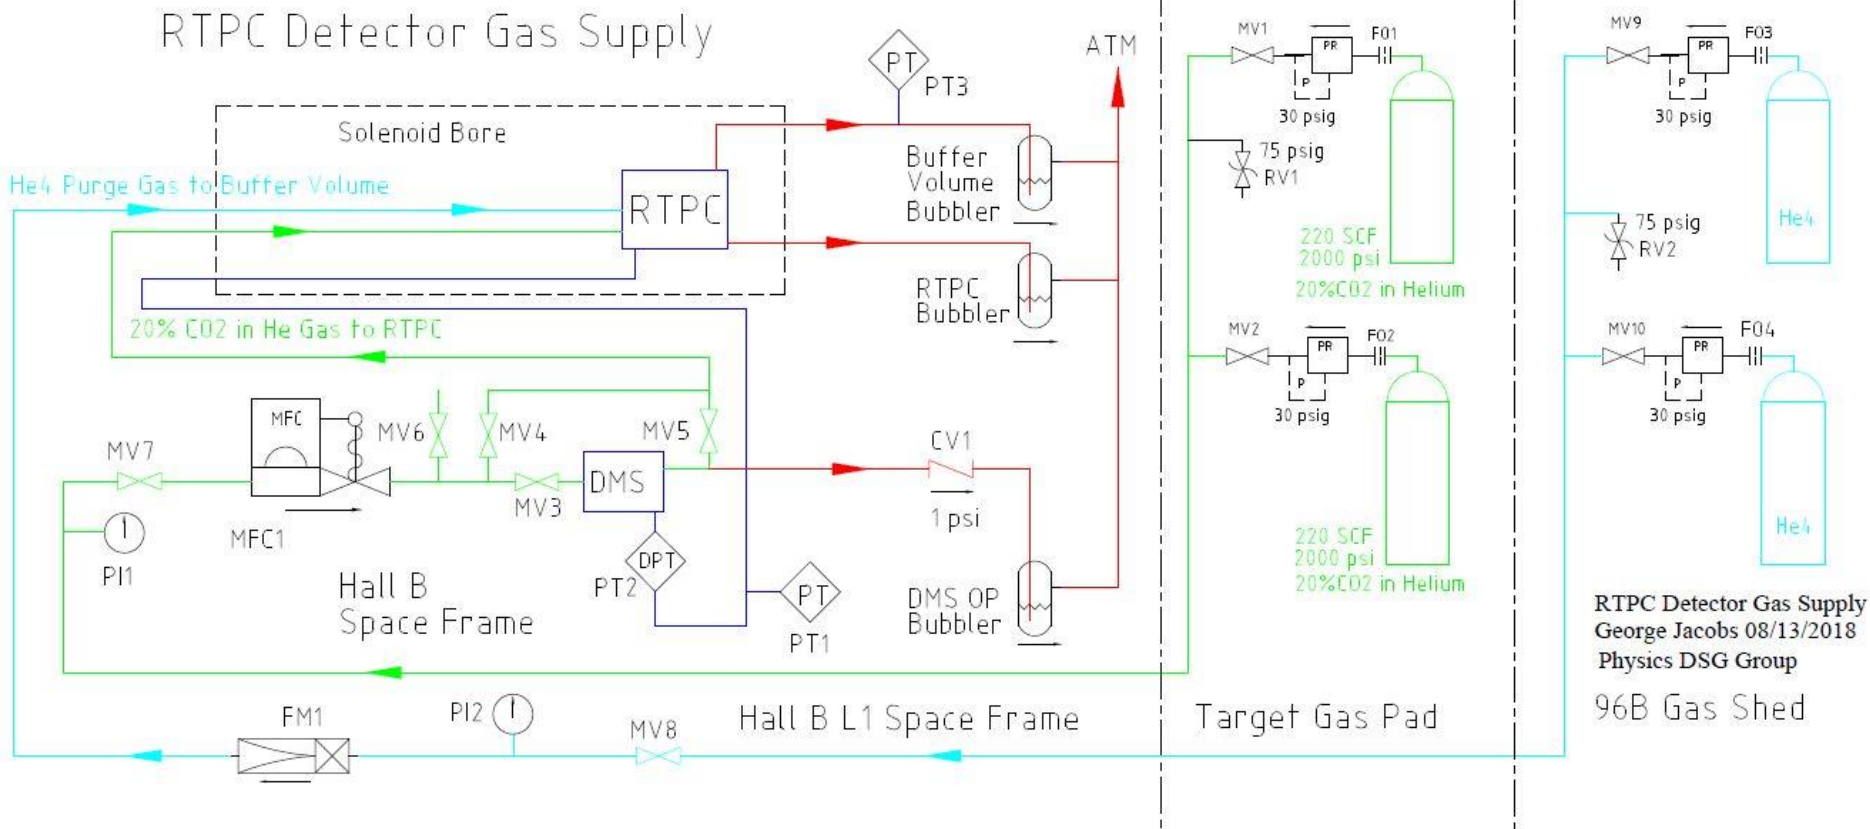 RTPC Detector Gas Supply
PT
PT3
ATM
Solenoid Bore
He4 Purge Gas to Buffer Volume
RTPC
Buffer
Volume
Bubbler
RTPC
Bubbler
20% CO2 in He Gas to RTPC
MFC
MV6
MV4
MV5
MV7
DMS
MV3
CV1
1 psi
MFC1
PI1
DPT
PT2
PT
PT1
Hall B
Space Frame
DMS OP
Bubbler
FM1
PI2
MV8
Hall B L1 Space Frame
MV1
PR
FO1
P
30 psig
75 psig
RV1
220 SCF
2000 psi
20%CO2 in Helium
MV2
PR
FO2
P
30 psig
220 SCF
2000 psi
20%CO2 in Helium
Target Gas Pad
MV9
PR
FO3
P
30 psig
He4
75 psig
RV2
MV10
PR
FO4
P
30 psig
He4
RTPC Detector Gas Supply
George Jacobs 08/13/2018
Physics DSG Group
96B Gas Shed